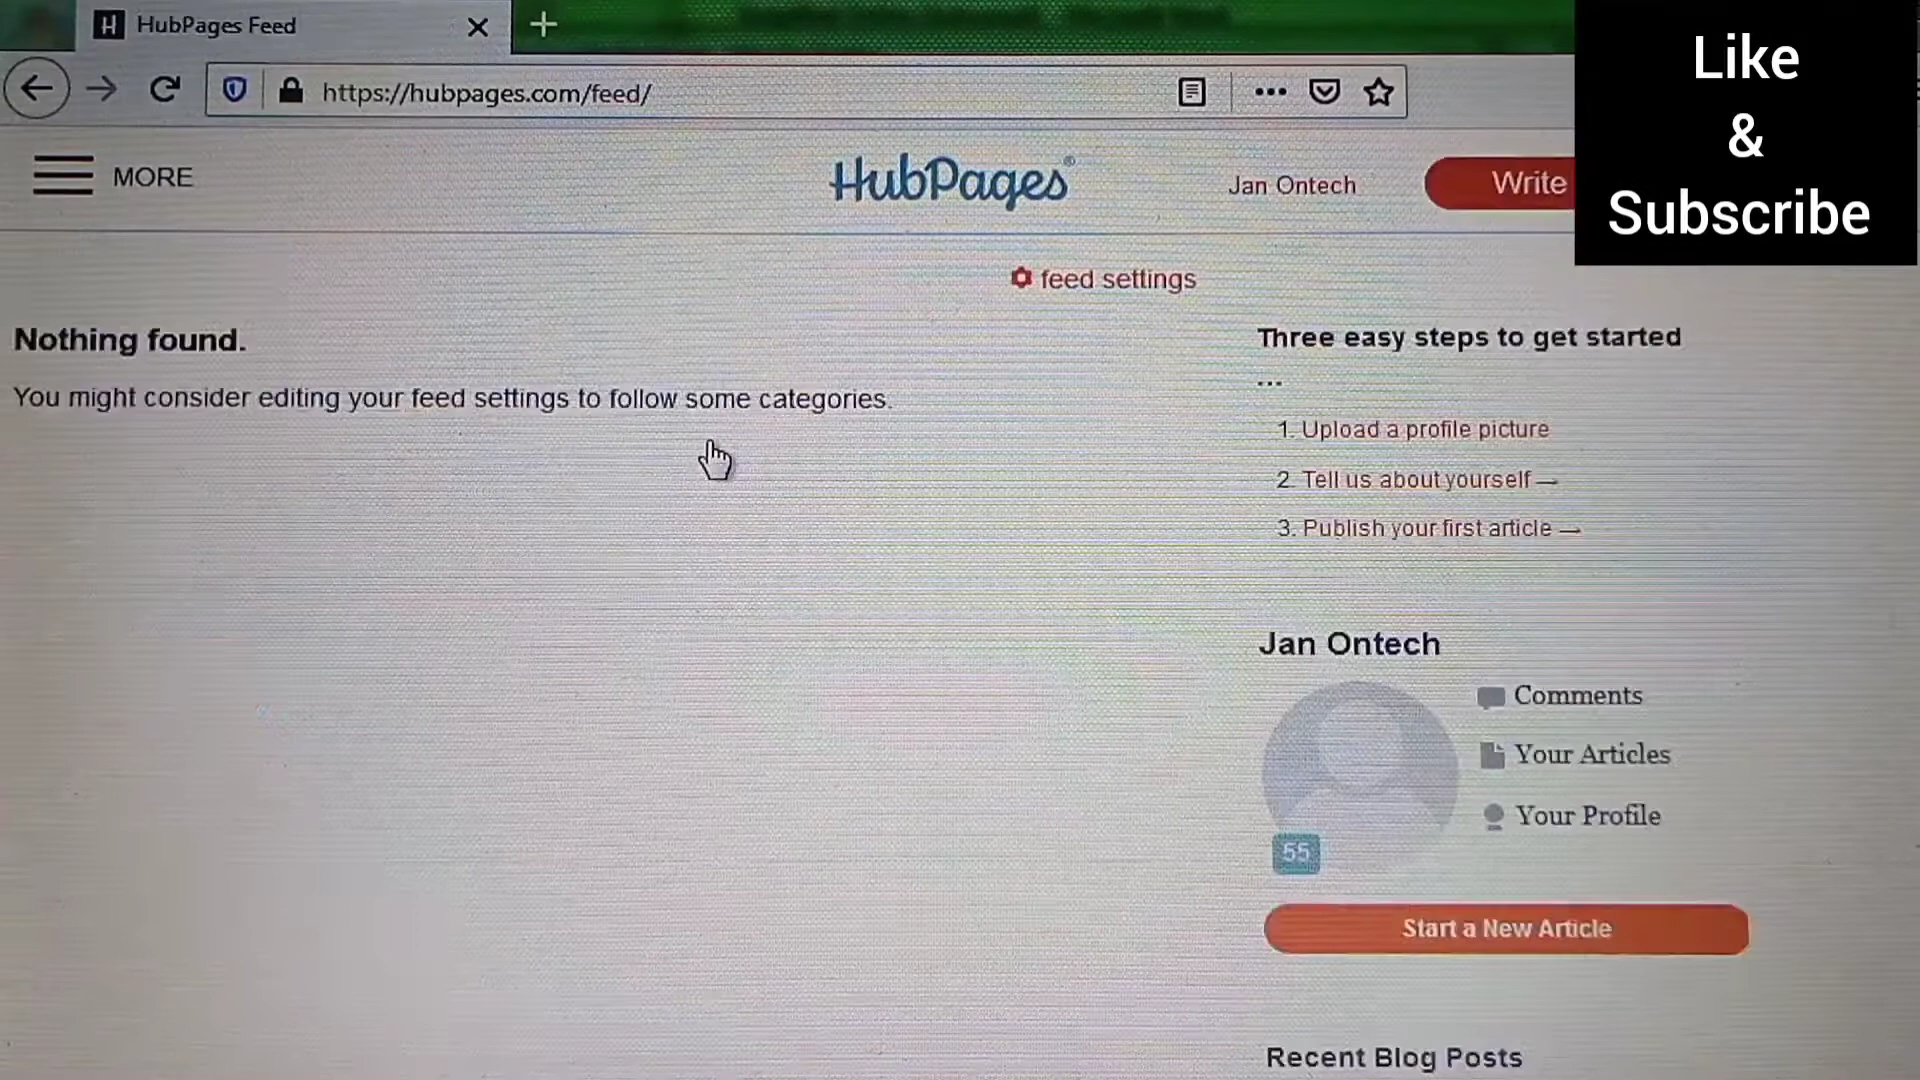 HubPages Feed
https://hubpages.com/feed/
Like
&
Subscribe
MORE
HubPages®
Jan Ontech
Write
feed settings
Nothing found.
You might consider editing your feed settings to follow some categories.
Three easy steps to get started
...
1. Upload a profile picture
2. Tell us about yourself →
3. Publish your first article →
Jan Ontech
Comments
Your Articles
Your Profile
55
Start a New Article
Recent Blog Posts